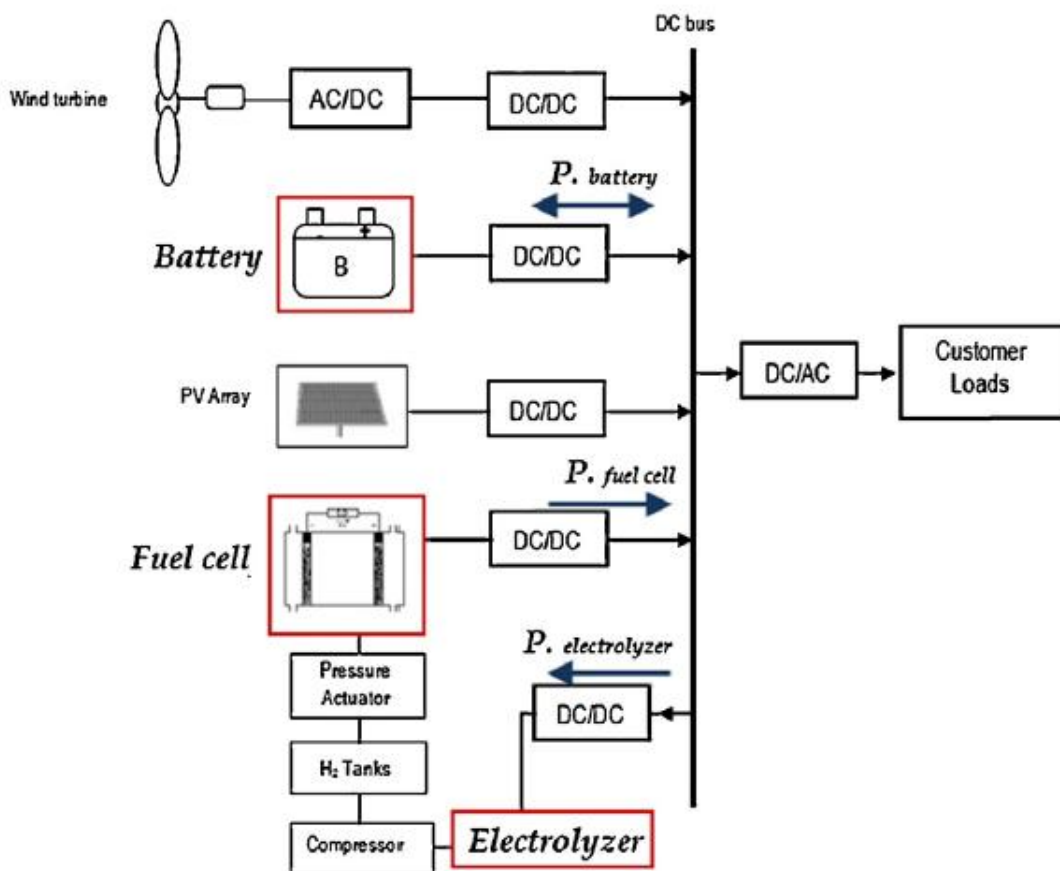 DC bus
Wind turbine
AC/DC
DC/DC
P. battery
Battery
- +
B
DC/DC
PV Array
DC/DC
DC/AC
Customer
Loads
P. fuel cell
Fuel cell
DC/DC
P. electrolyzer
Pressure
Actuator
DC/DC
H₂ Tanks
Compressor
Electrolyzer